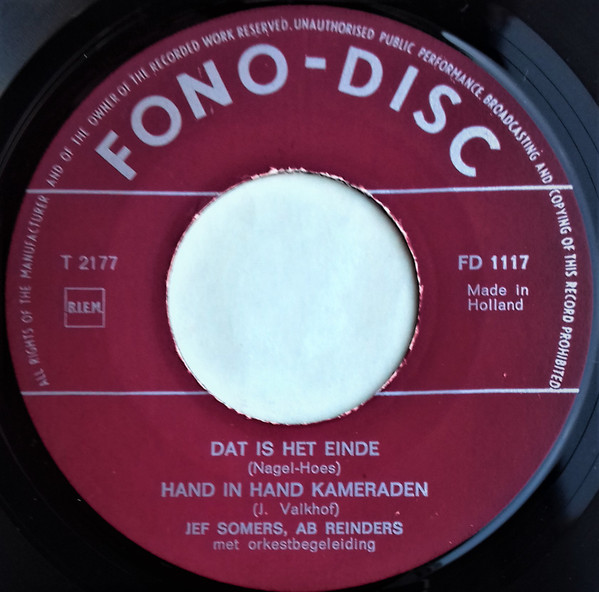 ALL RIGHTS OF THE MANUFACTURER AND OF THE OWNER OF THE RECORDED WORK RESERVED. UNAUTHORISED PUBLIC PERFORMANCE, BROADCASTING AND COPYING OF THIS RECORD PROHIBITED
FONO-DISC
T 2177
FD 1117
B.I.E.M.
Made in
Holland
DAT IS HET EINDE
(Nagel-Hoes)
HAND IN HAND KAMERADEN
(J. Valkhof)
JEF SOMERS, AB REINDERS
met orkestbegeleiding